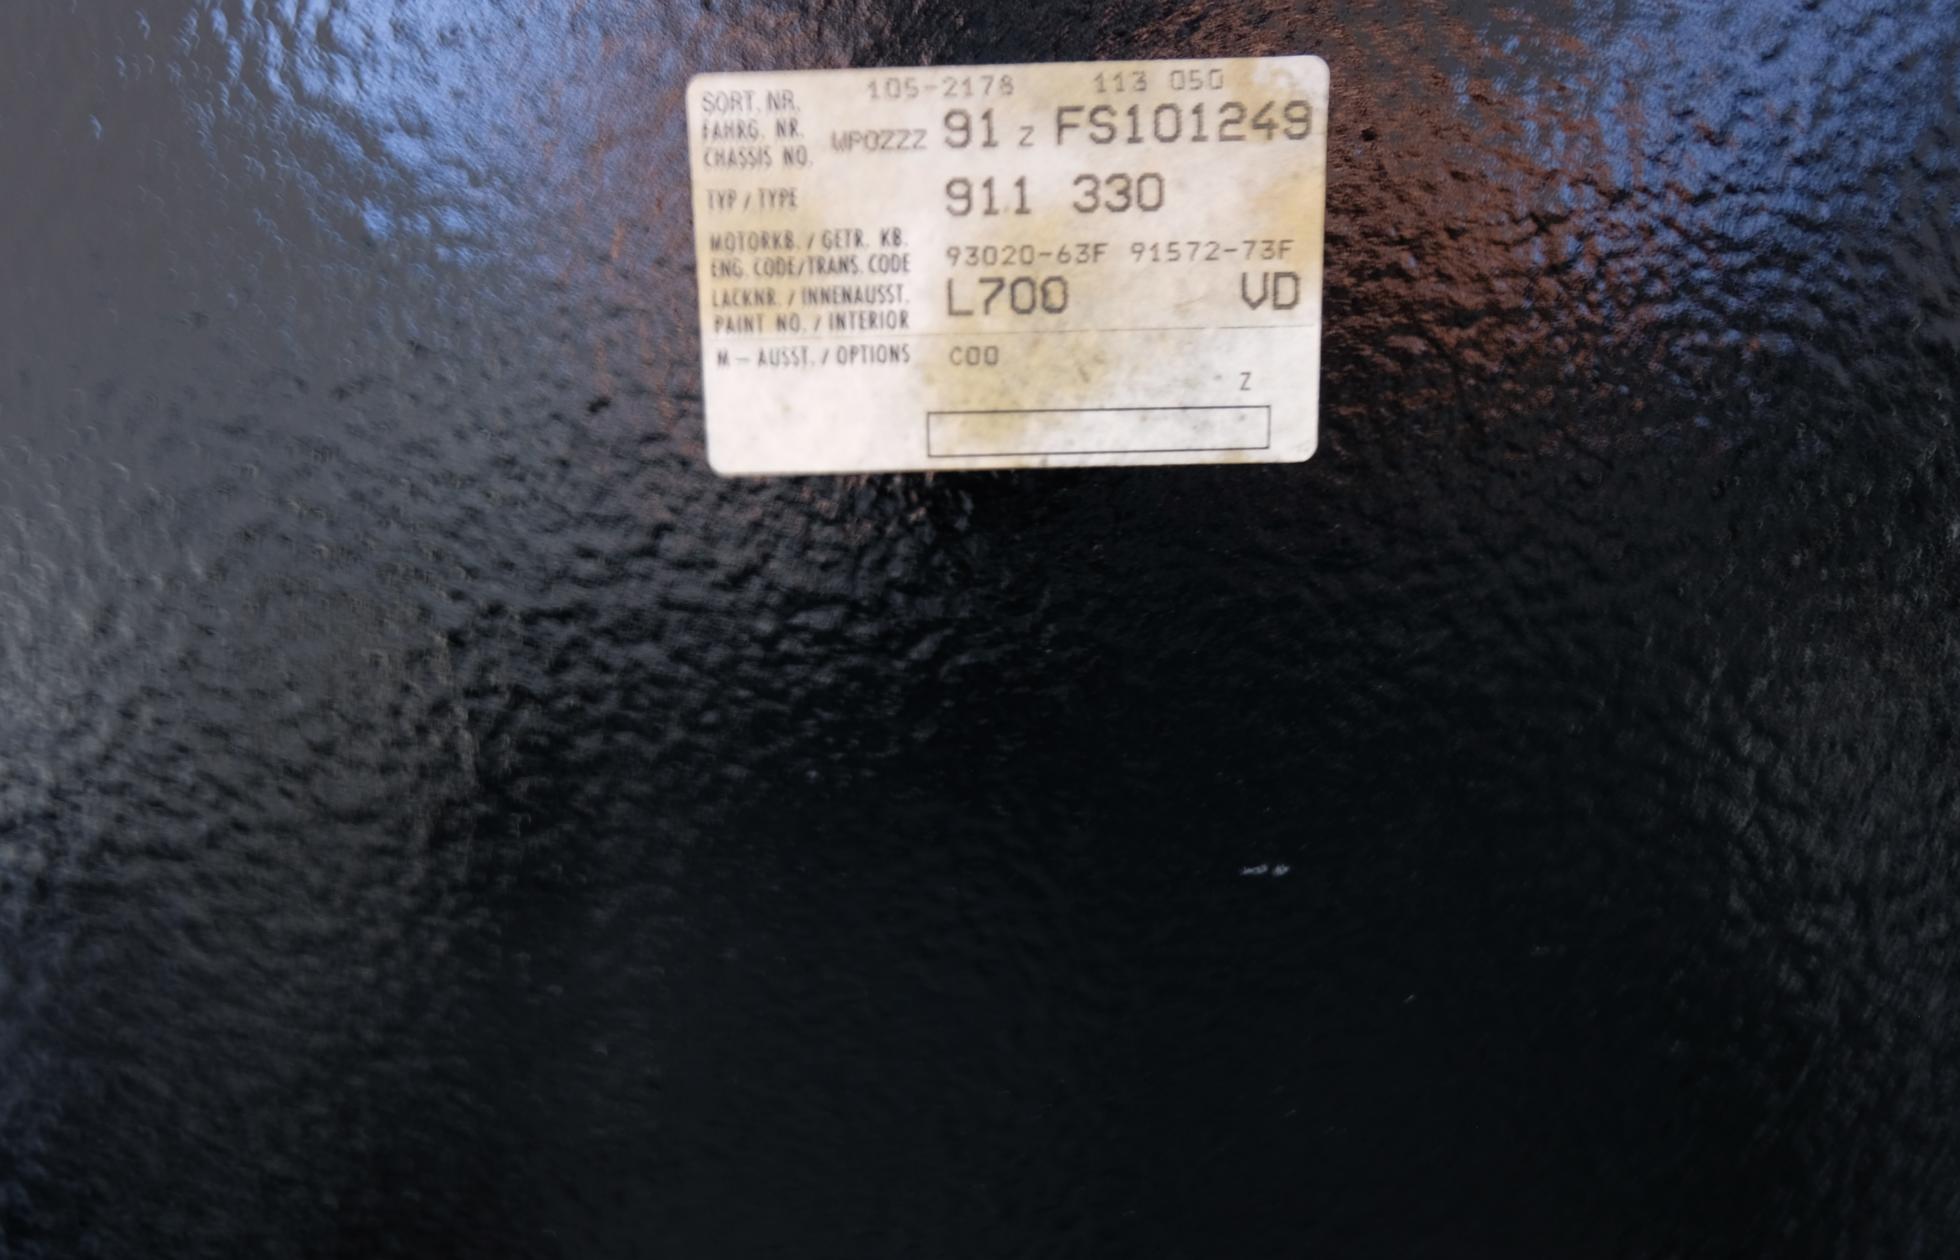 105-2178 113 050
SORT. NR.
FAHRG. NR.
CHASSIS NO. WP0ZZZ 91 Z FS101249
TYP / TYPE 911 330
MOTORKB. / GETR. KB.
ENG. CODE/TRANS. CODE 93020-63F 91572-73F
LACKNR. / INNENAUSST.
PAINT NO. / INTERIOR L700 VD
M – AUSST. / OPTIONS C00
Z